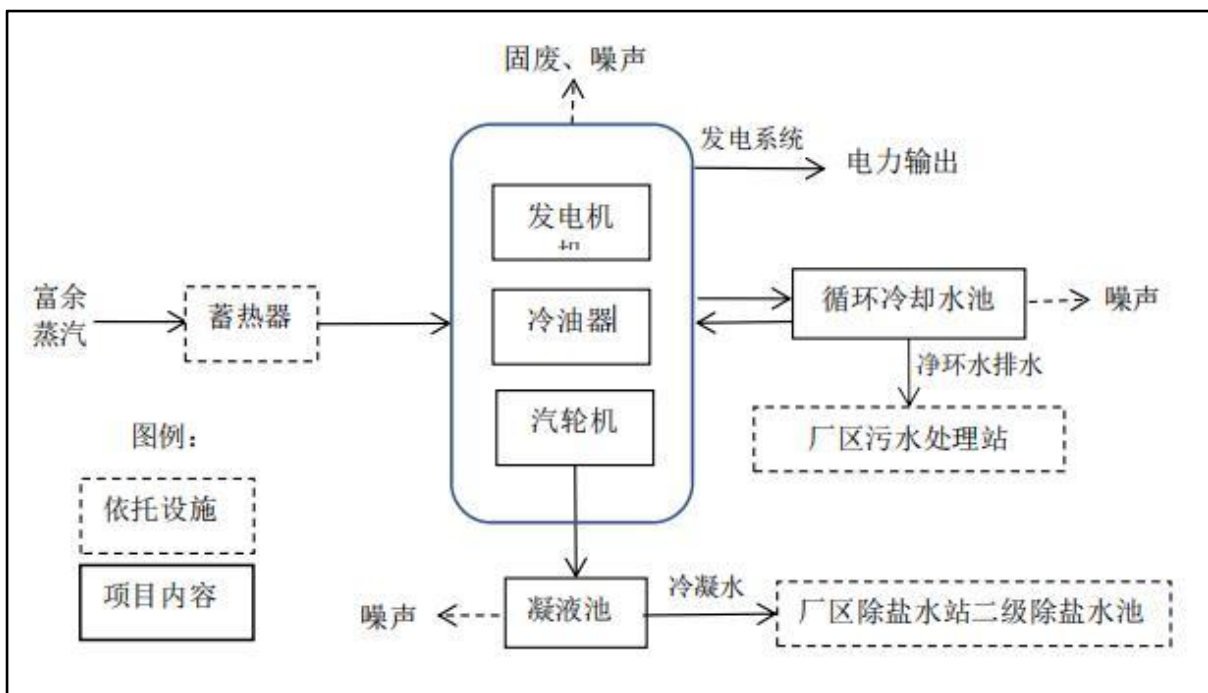 固废、噪声
发电系统
电力输出
发电机
富余
蒸汽
蓄热器
冷油器
循环冷却水池
噪声
净环水排水
汽轮机
厂区污水处理站
图例：
依托设施
项目内容
噪声
凝液池
冷凝水
厂区除盐水站二级除盐水池